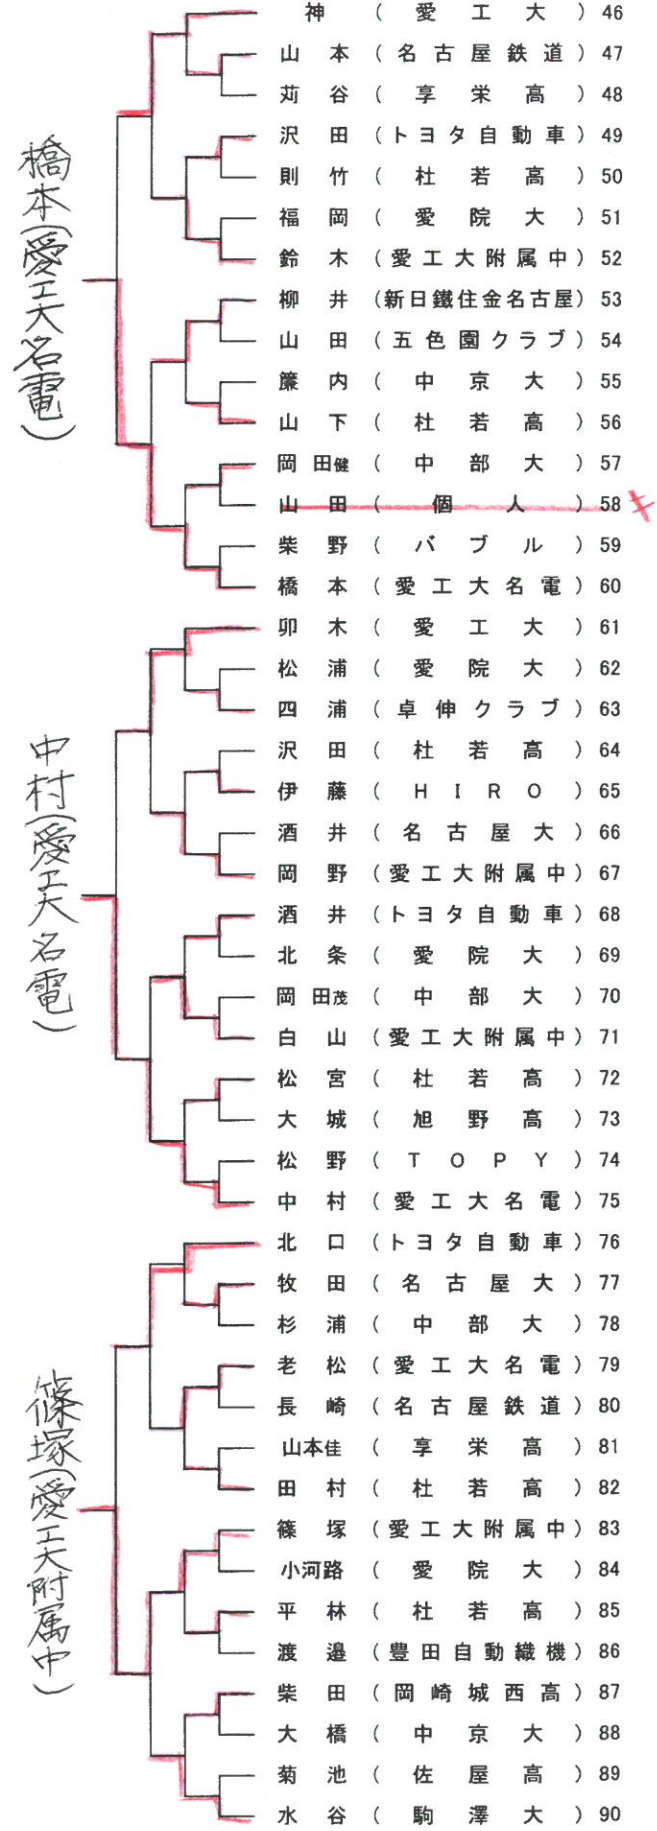 神 (愛工大) 46
山本 (名古屋鉄道) 47
苅谷 (享栄高) 48
沢田 (トヨタ自動車) 49
則竹 (杜若高) 50
福岡 (愛院大) 51
鈴木 (愛工大附属中) 52
柳井 (新日鐵住金名古屋) 53
山田 (五色園クラブ) 54
簾内 (中京大) 55
山下 (杜若高) 56
岡田健 (中部大) 57
山田 (個人) 58 キ
柴野 (バブル) 59
橋本 (愛工大名電) 60
橋本(愛工大名電)
卯木 (愛工大) 61
松浦 (愛院大) 62
四浦 (卓伸クラブ) 63
沢田 (杜若高) 64
伊藤 (HIRO) 65
酒井 (名古屋大) 66
岡野 (愛工大附属中) 67
酒井 (トヨタ自動車) 68
北条 (愛院大) 69
岡田茂 (中部大) 70
白山 (愛工大附属中) 71
松宮 (杜若高) 72
大城 (旭野高) 73
松野 (TOPY) 74
中村 (愛工大名電) 75
中村(愛工大名電)
北口 (トヨタ自動車) 76
牧田 (名古屋大) 77
杉浦 (中部大) 78
老松 (愛工大名電) 79
長崎 (名古屋鉄道) 80
山本佳 (享栄高) 81
田村 (杜若高) 82
篠塚 (愛工大附属中) 83
小河路 (愛院大) 84
平林 (杜若高) 85
渡邉 (豊田自動織機) 86
柴田 (岡崎城西高) 87
大橋 (中京大) 88
菊池 (佐屋高) 89
水谷 (駒澤大) 90
篠塚(愛工大附属中)